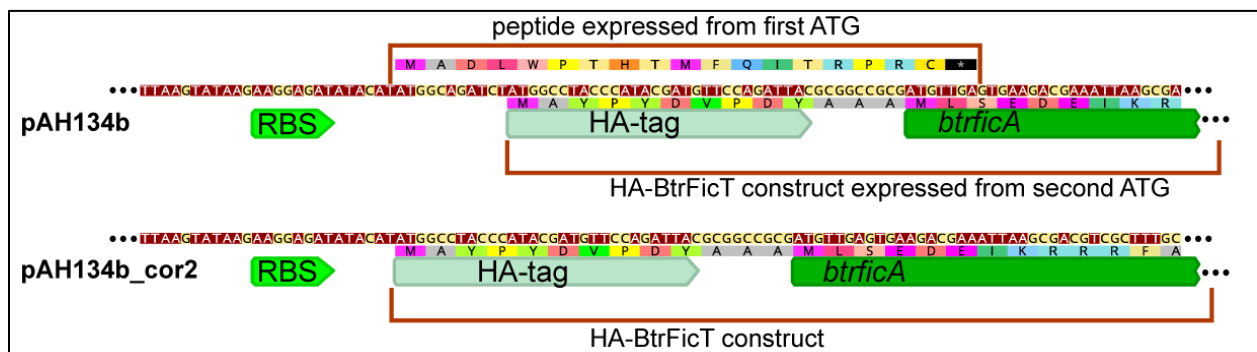 peptide expressed from first ATG
M A D L W P T H T M F Q I T R P R C *
•••TTAAGTATAAGAAGGAGATATACATATGGCAGATCTATGGCCTACCCATACGATGTTCCAGATTACGCGGCCGCGATGTTGAGTGAAGACGAAATTAAGCGA•••
M A Y P Y D V P D Y A A A M L S E D E I K R
pAH134b RBS HA-tag btrficA •••
HA-BtrFicT construct expressed from second ATG
•••TTAAGTATAAGAAGGAGATATACATATGGCCTACCCATACGATGTTCCAGATTACGCGGCCGCGATGTTGAGTGAAGACGAAATTAAGCGACGTCGCTTTGC•••
M A Y P Y D V P D Y A A A M L S E D E I K R R R F A
pAH134b_cor2 RBS HA-tag btrficA •••
HA-BtrFicT construct